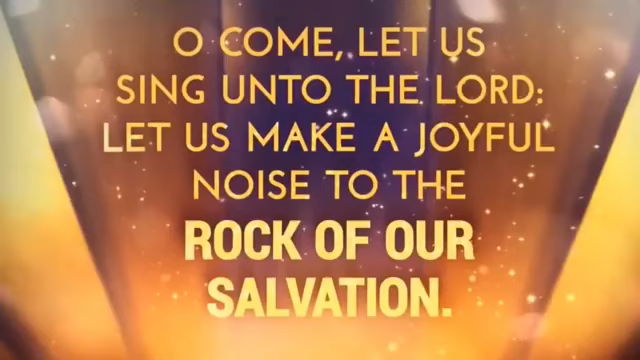 O COME, LET US
SING UNTO THE LORD:
LET US MAKE A JOYFUL
NOISE TO THE
ROCK OF OUR
SALVATION.